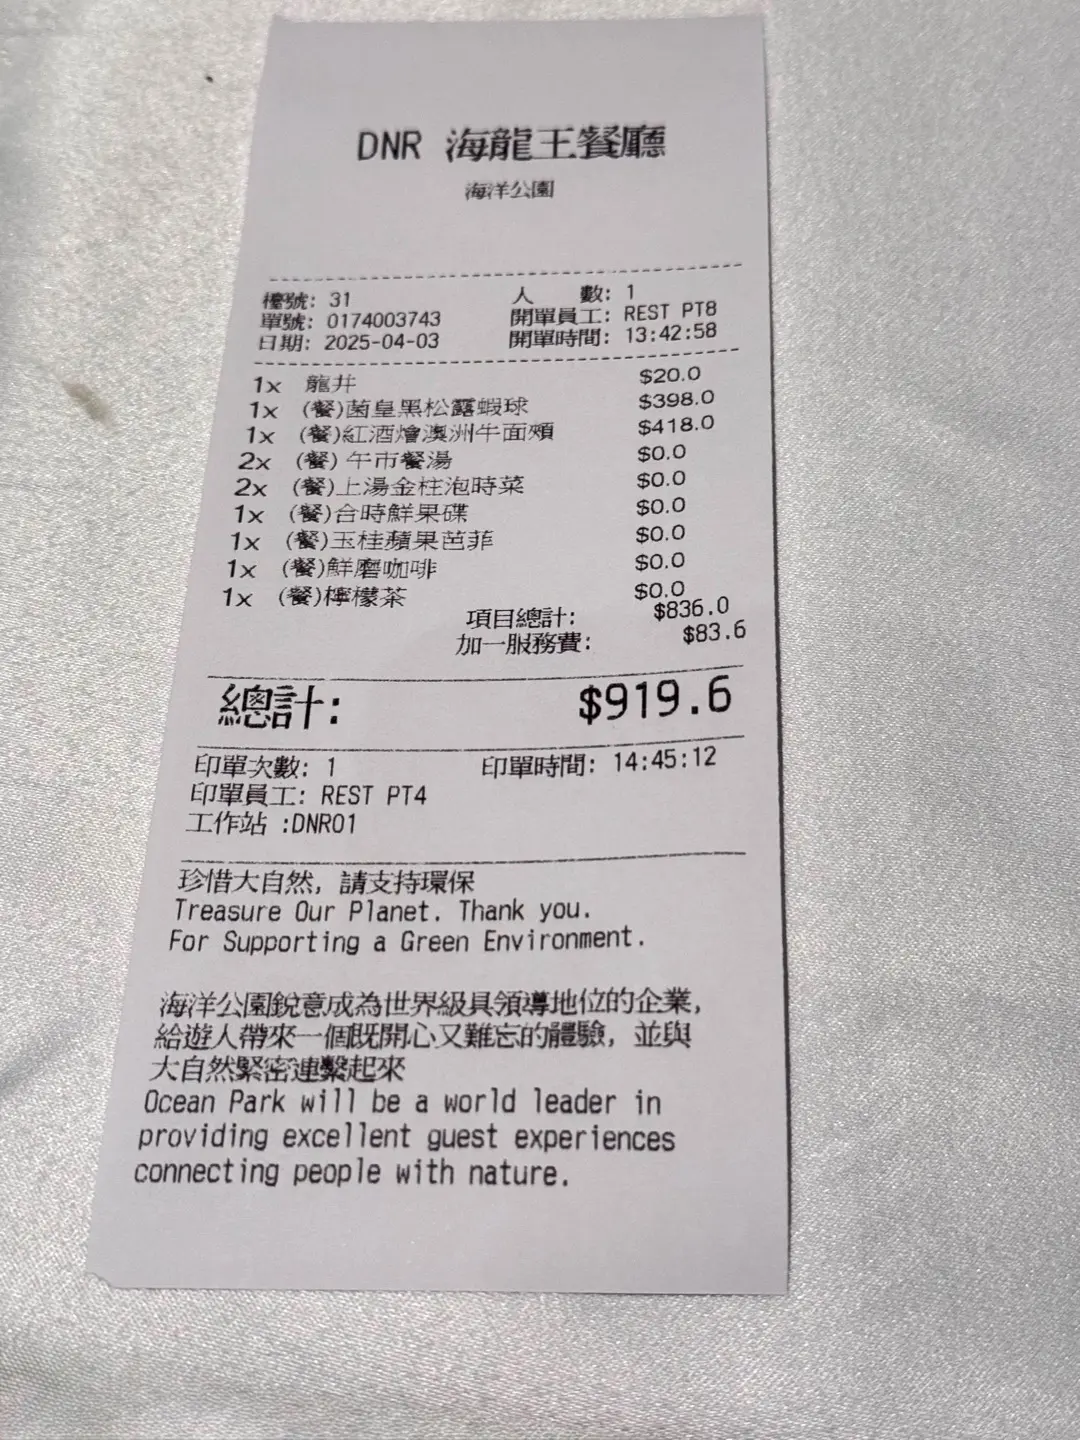 DNR 海龍王餐廳
海洋公園
檯號: 31 人 數: 1
單號: 0174003743 開單員工: REST PT8
日期: 2025-04-03 開單時間: 13:42:58
1x 龍井 $20.0
1x (餐)菌皇黑松露蝦球 $398.0
1x (餐)紅酒燴澳洲牛面頰 $418.0
2x (餐)午市餐湯 $0.0
2x (餐)上湯金柱泡時菜 $0.0
1x (餐)合時鮮果碟 $0.0
1x (餐)玉桂蘋果芭菲 $0.0
1x (餐)鮮磨咖啡 $0.0
1x (餐)檸檬茶 $0.0
項目總計: $836.0
加一服務費: $83.6
總計: $919.6
印單次數: 1 印單時間: 14:45:12
印單員工: REST PT4
工作站 :DNR01
珍惜大自然, 請支持環保
Treasure Our Planet. Thank you.
For Supporting a Green Environment.
海洋公園銳意成為世界級具領導地位的企業,
給遊人帶來一個既開心又難忘的體驗, 並與
大自然緊密連繫起來
Ocean Park will be a world leader in
providing excellent guest experiences
connecting people with nature.